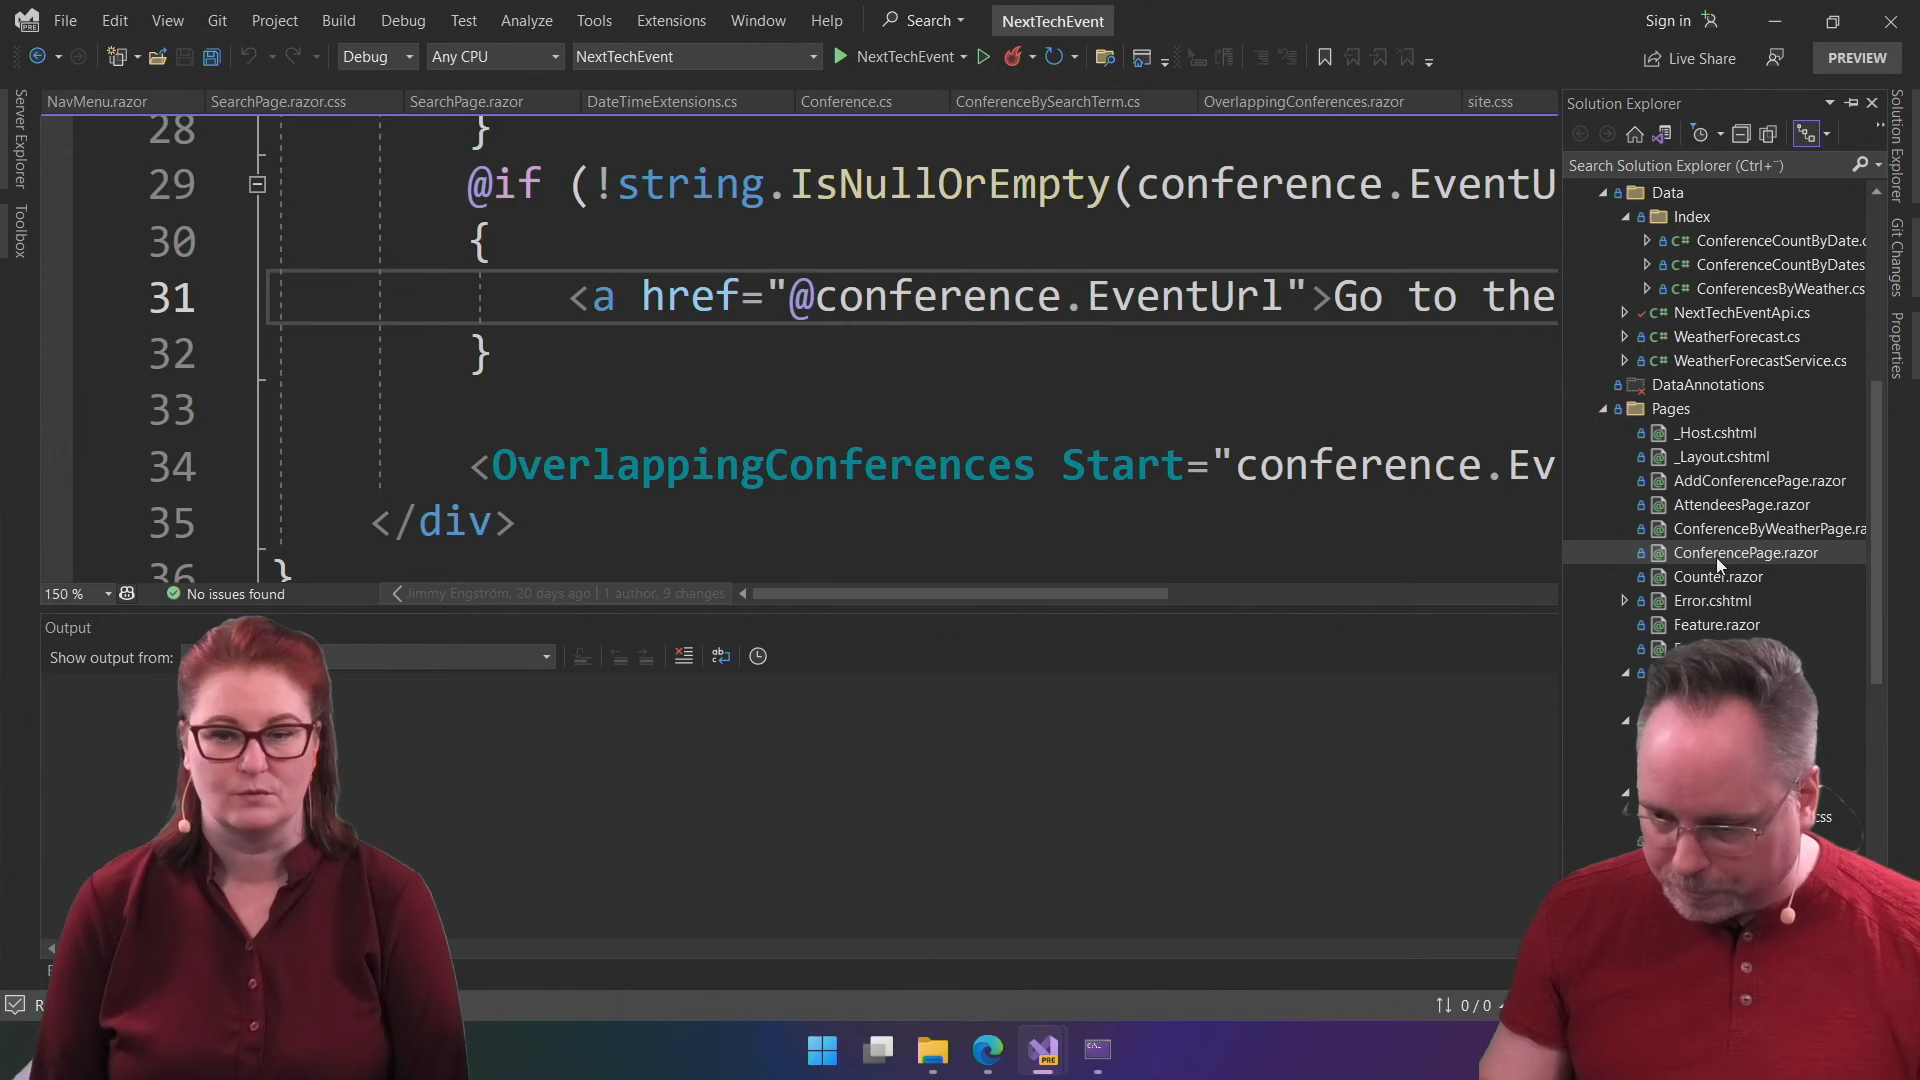 File Edit View Git Project Build Debug Test Analyze Tools Extensions Window Help Search NextTechEvent Sign in
Debug Any CPU NextTechEvent NextTechEvent Live Share PREVIEW
NavMenu.razor SearchPage.razor.css SearchPage.razor DateTimeExtensions.cs Conference.cs ConferenceBySearchTerm.cs OverlappingConferences.razor site.css
Server Explorer
Toolbox
28 }
29 @if (!string.IsNullOrEmpty(conference.EventU
30 {
31 <a href="@conference.EventUrl">Go to the
32 }
33
34 <OverlappingConferences Start="conference.Ev
35 </div>
36 }
150 % No issues found Jimmy Engström, 20 days ago | 1 author, 9 changes
Output
Show output from:
Solution Explorer
Search Solution Explorer (Ctrl+¨)
Data
Index
ConferenceCountByDate.c
ConferenceCountByDates
ConferencesByWeather.cs
NextTechEventApi.cs
WeatherForecast.cs
WeatherForecastService.cs
DataAnnotations
Pages
_Host.cshtml
_Layout.cshtml
AddConferencePage.razor
AttendeesPage.razor
ConferenceByWeatherPage.ra
ConferencePage.razor
Counter.razor
Error.cshtml
Feature.razor
css
Solution Explorer
Git Changes
Properties
R
0 / 0
PRE